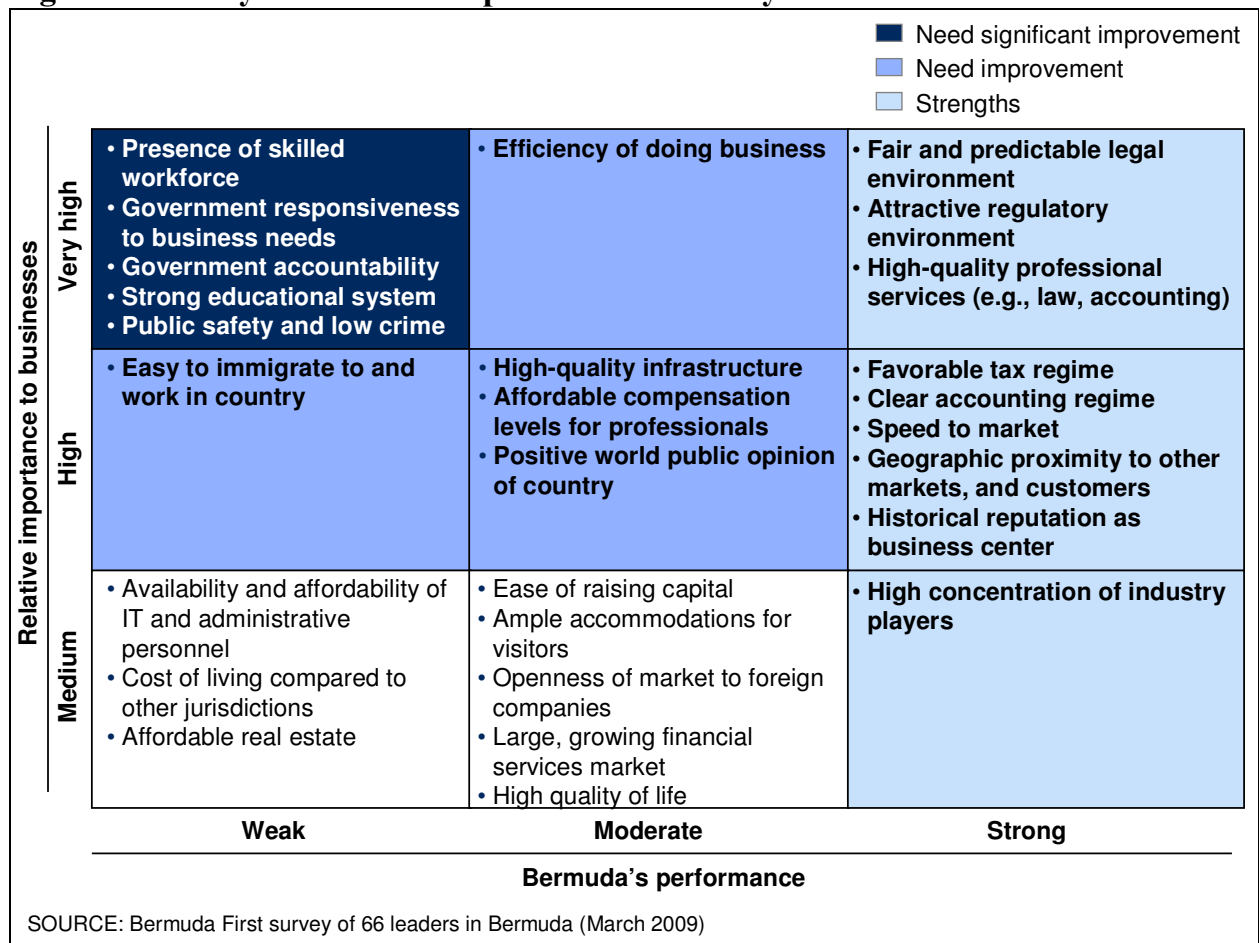 Need significant improvement
Need improvement
Strengths
Relative importance to businesses
Very high
• Presence of skilled
workforce
• Government responsiveness
to business needs
• Government accountability
• Strong educational system
• Public safety and low crime
• Efficiency of doing business
• Fair and predictable legal
environment
• Attractive regulatory
environment
• High-quality professional
services (e.g., law, accounting)
High
• Easy to immigrate to and
work in country
• High-quality infrastructure
• Affordable compensation
levels for professionals
• Positive world public opinion
of country
• Favorable tax regime
• Clear accounting regime
• Speed to market
• Geographic proximity to other
markets, and customers
• Historical reputation as
business center
Medium
• Availability and affordability of
IT and administrative
personnel
• Cost of living compared to
other jurisdictions
• Affordable real estate
• Ease of raising capital
• Ample accommodations for
visitors
• Openness of market to foreign
companies
• Large, growing financial
services market
• High quality of life
• High concentration of industry
players
Weak
Moderate
Strong
Bermuda's performance
SOURCE: Bermuda First survey of 66 leaders in Bermuda (March 2009)